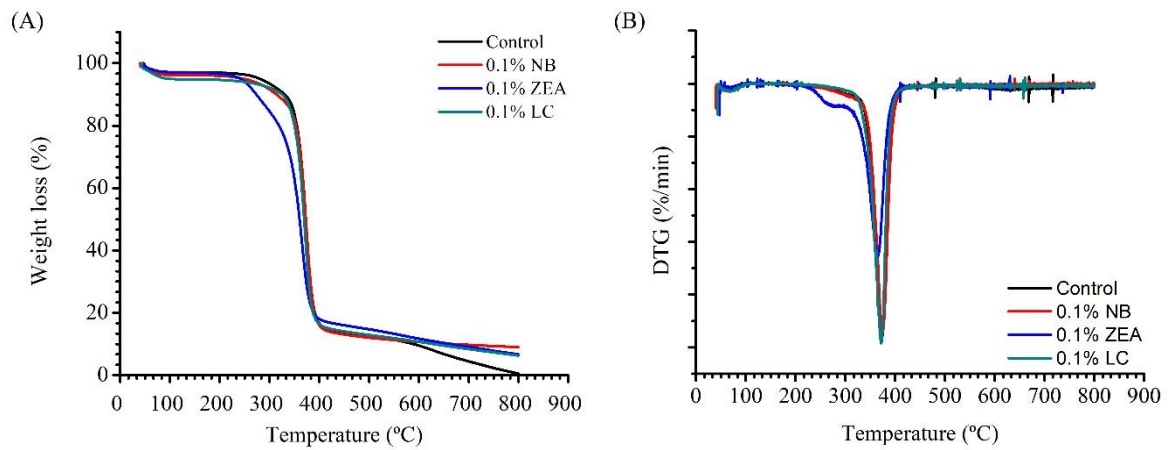 (A)
Control
0.1% NB
0.1% ZEA
0.1% LC
100
80
60
40
20
0
Weight loss (%)
0 100 200 300 400 500 600 700 800 900
Temperature (ºC)
(B)
DTG (%/min)
Control
0.1% NB
0.1% ZEA
0.1% LC
0 100 200 300 400 500 600 700 800 900
Temperature (ºC)